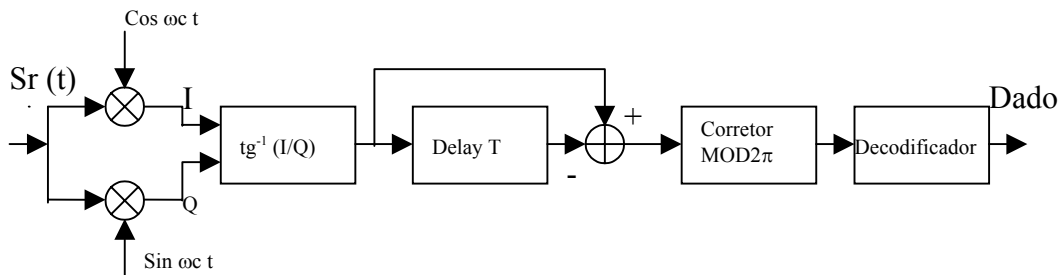 Cos ωc t
Sr (t)
I
Dado
+
tg⁻¹ (I/Q)
Delay T
Corretor
MOD2π
Decodificador
-
Q
Sin ωc t